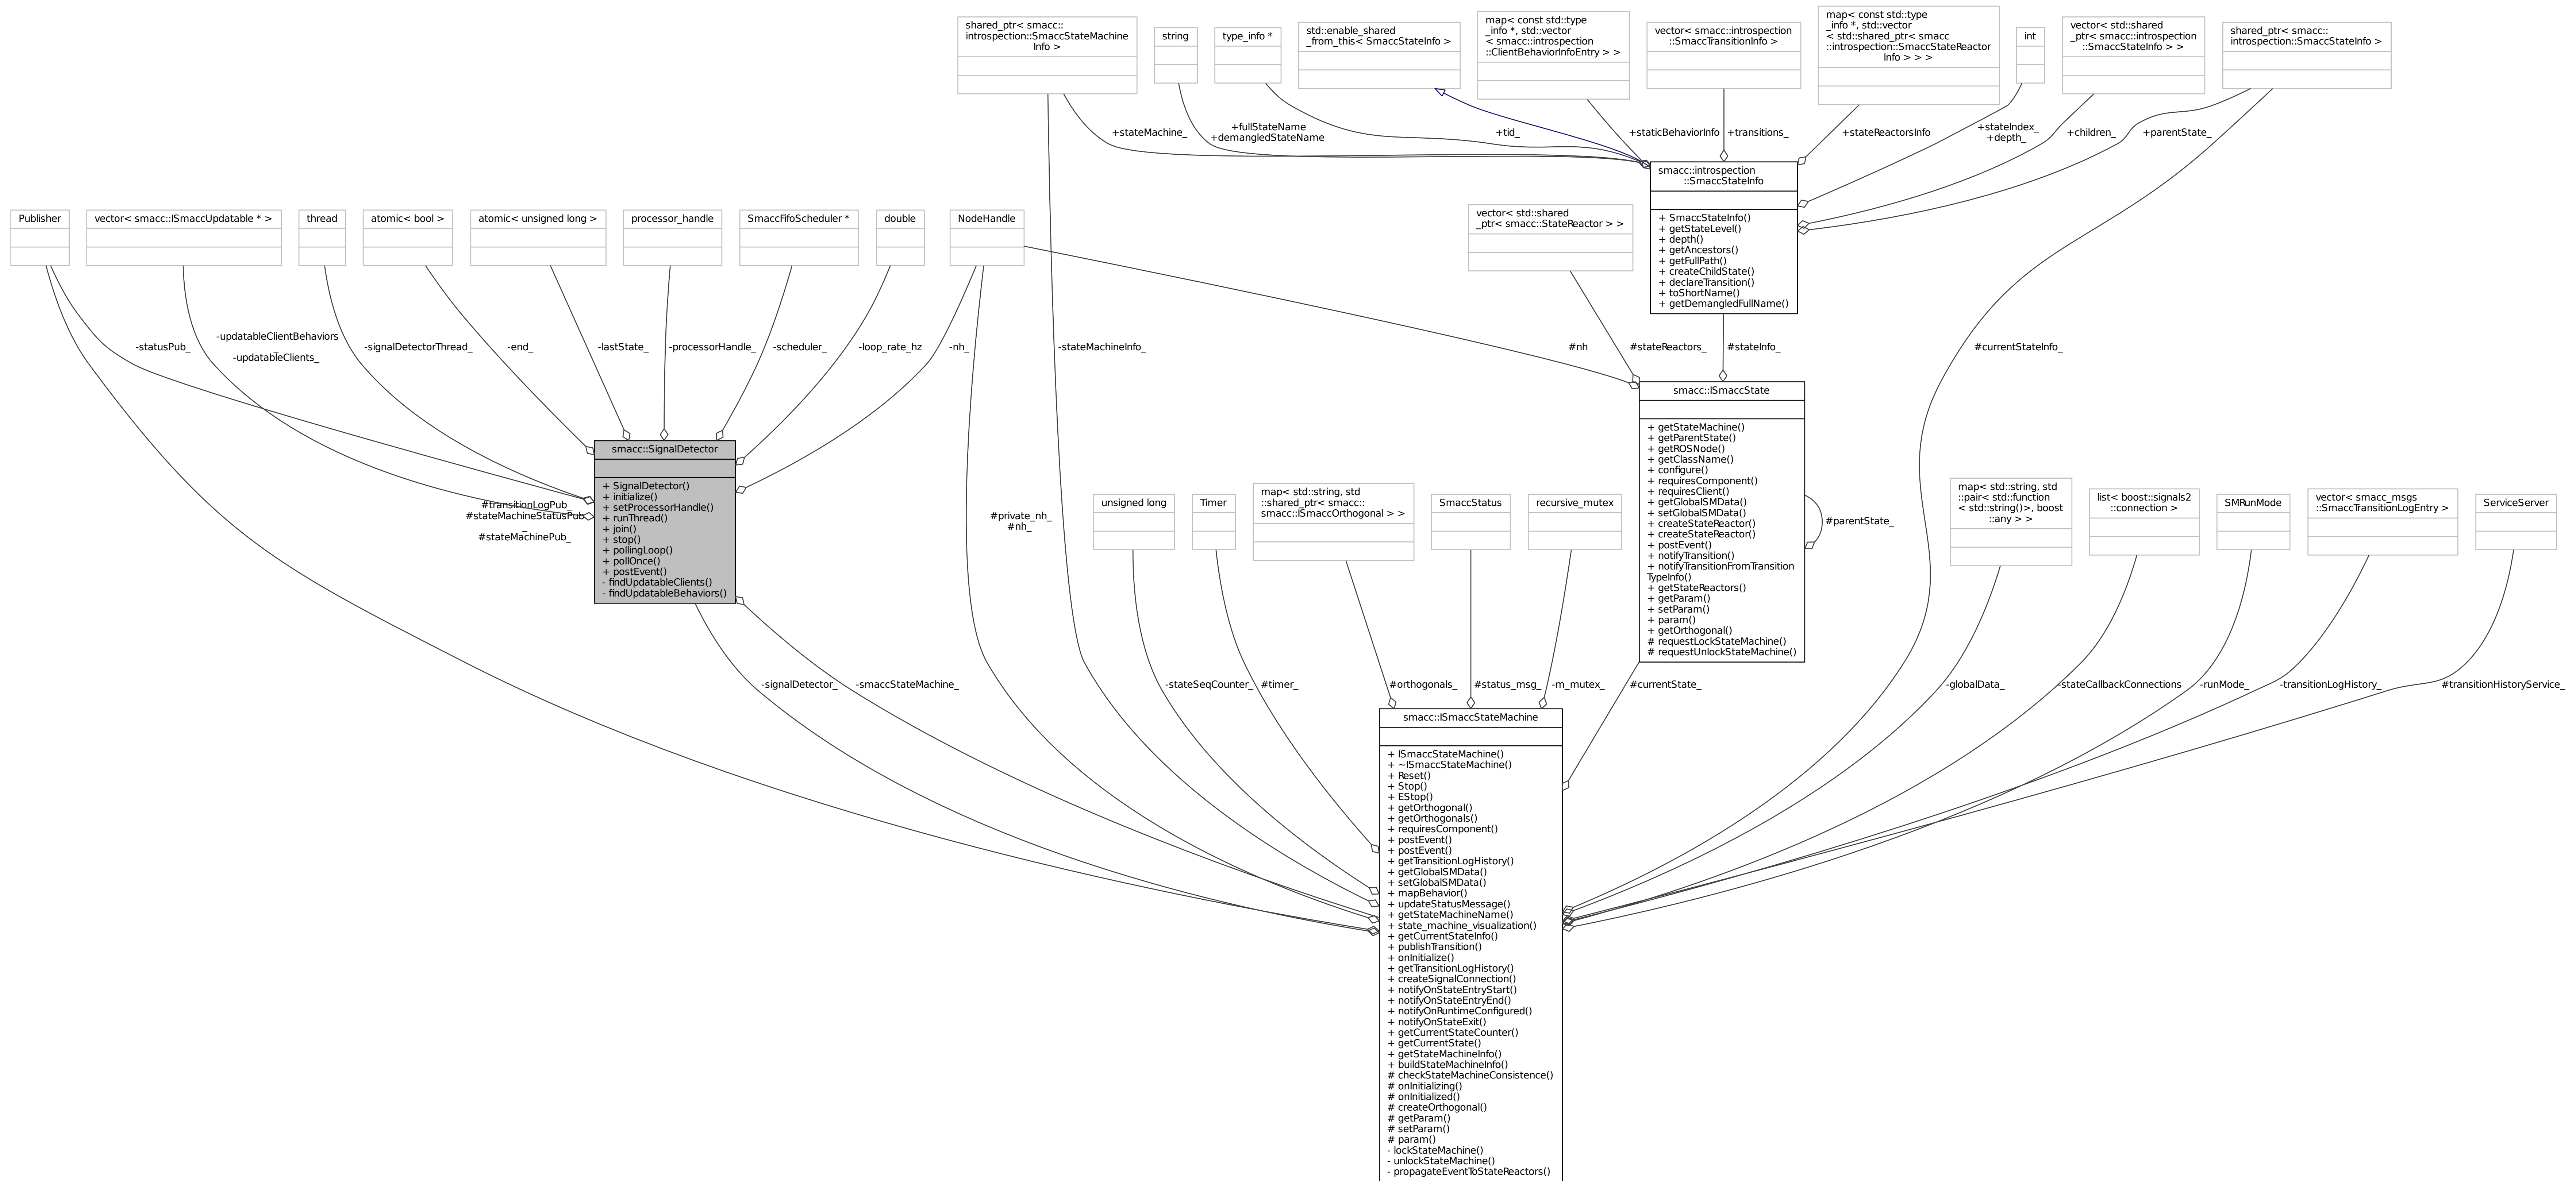 shared_ptr< smacc::
introspection::SmaccStateMachine
Info >
string
type_info *
std::enable_shared
_from_this< SmaccStateInfo >
map< const std::type
_info *, std::vector
< smacc::introspection
::ClientBehaviorInfoEntry > >
vector< smacc::introspection
::SmaccTransitionInfo >
map< const std::type
_info *, std::vector
< std::shared_ptr< smacc
::introspection::SmaccStateReactor
Info > > >
int
vector< std::shared
_ptr< smacc::introspection
::SmaccStateInfo > >
shared_ptr< smacc::
introspection::SmaccStateInfo >
+stateMachine_
+fullStateName
+demangledStateName
+tid_
+staticBehaviorInfo
+transitions_
+stateReactorsInfo
+stateIndex_
+depth_
+children_
+parentState_
smacc::introspection
::SmaccStateInfo
+ SmaccStateInfo()
+ getStateLevel()
+ depth()
+ getAncestors()
+ getFullPath()
+ createChildState()
+ declareTransition()
+ toShortName()
+ getDemangledFullName()
Publisher
vector< smacc::ISmaccUpdatable * >
thread
atomic< bool >
atomic< unsigned long >
processor_handle
SmaccFifoScheduler *
double
NodeHandle
vector< std::shared
_ptr< smacc::StateReactor > >
-statusPub_
-updatableClientBehaviors
_
-updatableClients_
-signalDetectorThread_
-end_
-lastState_
-processorHandle_
-scheduler_
-loop_rate_hz
-nh_
-stateMachineInfo_
#nh
#stateReactors_
#stateInfo_
#currentStateInfo_
smacc::SignalDetector
+ SignalDetector()
+ initialize()
+ setProcessorHandle()
+ runThread()
+ join()
+ stop()
+ pollingLoop()
+ pollOnce()
+ postEvent()
- findUpdatableClients()
- findUpdatableBehaviors()
#transitionLogPub_
#stateMachineStatusPub
_
#stateMachinePub_
#private_nh_
#nh_
smacc::ISmaccState
+ getStateMachine()
+ getParentState()
+ getROSNode()
+ getClassName()
+ configure()
+ requiresComponent()
+ requiresClient()
+ getGlobalSMData()
+ setGlobalSMData()
+ createStateReactor()
+ createStateReactor()
+ postEvent()
+ notifyTransition()
+ notifyTransitionFromTransition
TypeInfo()
+ getStateReactors()
+ getParam()
+ setParam()
+ param()
+ getOrthogonal()
# requestLockStateMachine()
# requestUnlockStateMachine()
#parentState_
unsigned long
Timer
map< std::string, std
::shared_ptr< smacc::
smacc::ISmaccOrthogonal > >
SmaccStatus
recursive_mutex
map< std::string, std
::pair< std::function
< std::string()>, boost
::any > >
list< boost::signals2
::connection >
SMRunMode
vector< smacc_msgs
::SmaccTransitionLogEntry >
ServiceServer
-signalDetector_
-smaccStateMachine_
-stateSeqCounter_
#timer_
#orthogonals_
#status_msg_
-m_mutex_
#currentState_
-globalData_
-stateCallbackConnections
-runMode_
-transitionLogHistory_
#transitionHistoryService_
smacc::ISmaccStateMachine
+ ISmaccStateMachine()
+ ~ISmaccStateMachine()
+ Reset()
+ Stop()
+ EStop()
+ getOrthogonal()
+ getOrthogonals()
+ requiresComponent()
+ postEvent()
+ postEvent()
+ getTransitionLogHistory()
+ getGlobalSMData()
+ setGlobalSMData()
+ mapBehavior()
+ updateStatusMessage()
+ getStateMachineName()
+ state_machine_visualization()
+ getCurrentStateInfo()
+ publishTransition()
+ onInitialize()
+ getTransitionLogHistory()
+ createSignalConnection()
+ notifyOnStateEntryStart()
+ notifyOnStateEntryEnd()
+ notifyOnRuntimeConfigured()
+ notifyOnStateExit()
+ getCurrentStateCounter()
+ getCurrentState()
+ getStateMachineInfo()
+ buildStateMachineInfo()
# checkStateMachineConsistence()
# onInitializing()
# onInitialized()
# createOrthogonal()
# getParam()
# setParam()
# param()
- lockStateMachine()
- unlockStateMachine()
- propagateEventToStateReactors()